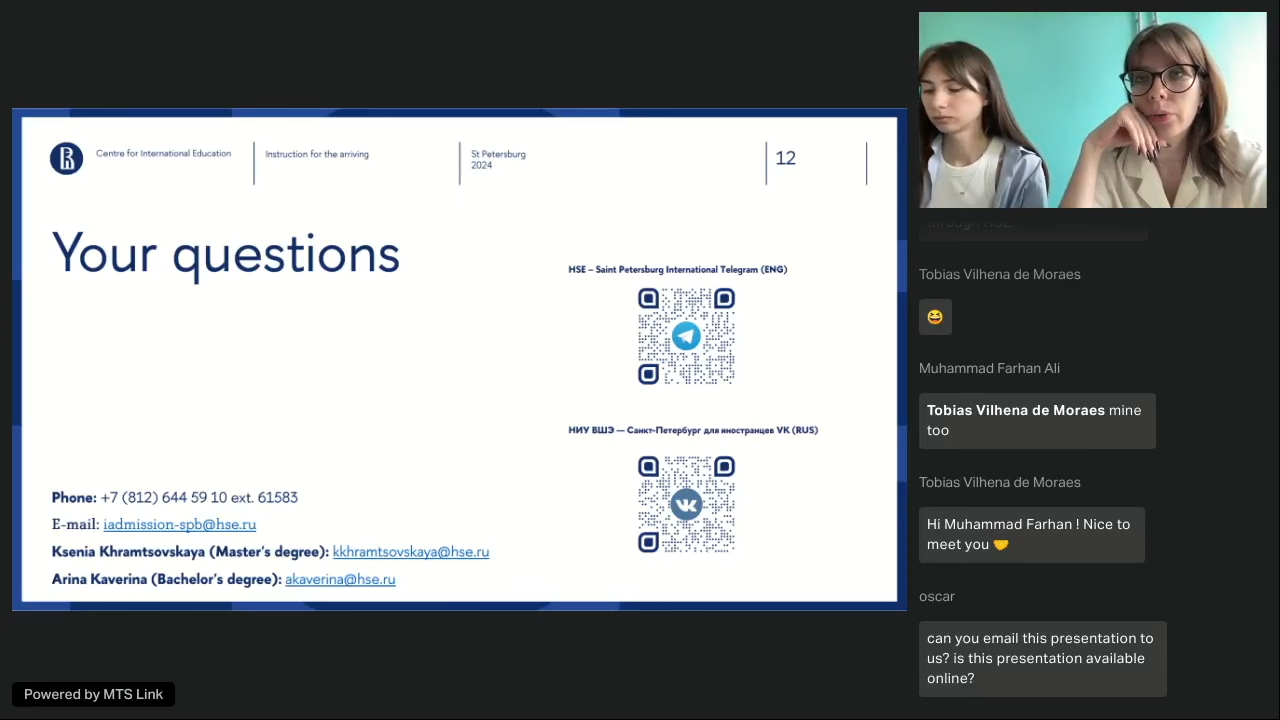 Centre for International Education
Instruction for the arriving
St Petersburg
2024
12
Your questions
HSE – Saint Petersburg International Telegram (ENG)
НИУ ВШЭ — Санкт-Петербург для иностранцев VK (RUS)
Phone: +7 (812) 644 59 10 ext. 61583
E-mail: iadmission-spb@hse.ru
Ksenia Khramtsovskaya (Master's degree): kkhramtsovskaya@hse.ru
Arina Kaverina (Bachelor's degree): akaverina@hse.ru
Powered by MTS Link
through HSE.
Tobias Vilhena de Moraes
😆
Muhammad Farhan Ali
Tobias Vilhena de Moraes mine
too
Tobias Vilhena de Moraes
Hi Muhammad Farhan ! Nice to
meet you 🤝
oscar
can you email this presentation to
us? is this presentation available
online?